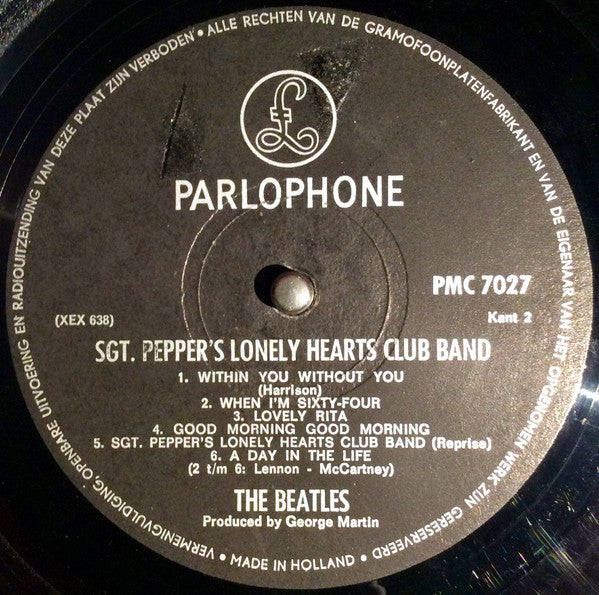 VERMENIGVULDIGING, OPENBARE UITVOERING EN RADIOUITZENDING VAN DEZE PLAAT ZIJN VERBODEN • ALLE RECHTEN VAN DE GRAMOFOONPLATENFABRIKANT EN VAN DE EIGENAAR VAN HET OPGENOMEN WERK ZIJN GERESERVEERD •
£
PARLOPHONE
PMC 7027
(XEX 638)
Kant 2
SGT. PEPPER'S LONELY HEARTS CLUB BAND
1. WITHIN YOU WITHOUT YOU
(Harrison)
2. WHEN I'M SIXTY-FOUR
3. LOVELY RITA
4. GOOD MORNING GOOD MORNING
5. SGT. PEPPER'S LONELY HEARTS CLUB BAND (Reprise)
6. A DAY IN THE LIFE
(2 t/m 6: Lennon - McCartney)
THE BEATLES
Produced by George Martin
• MADE IN HOLLAND •